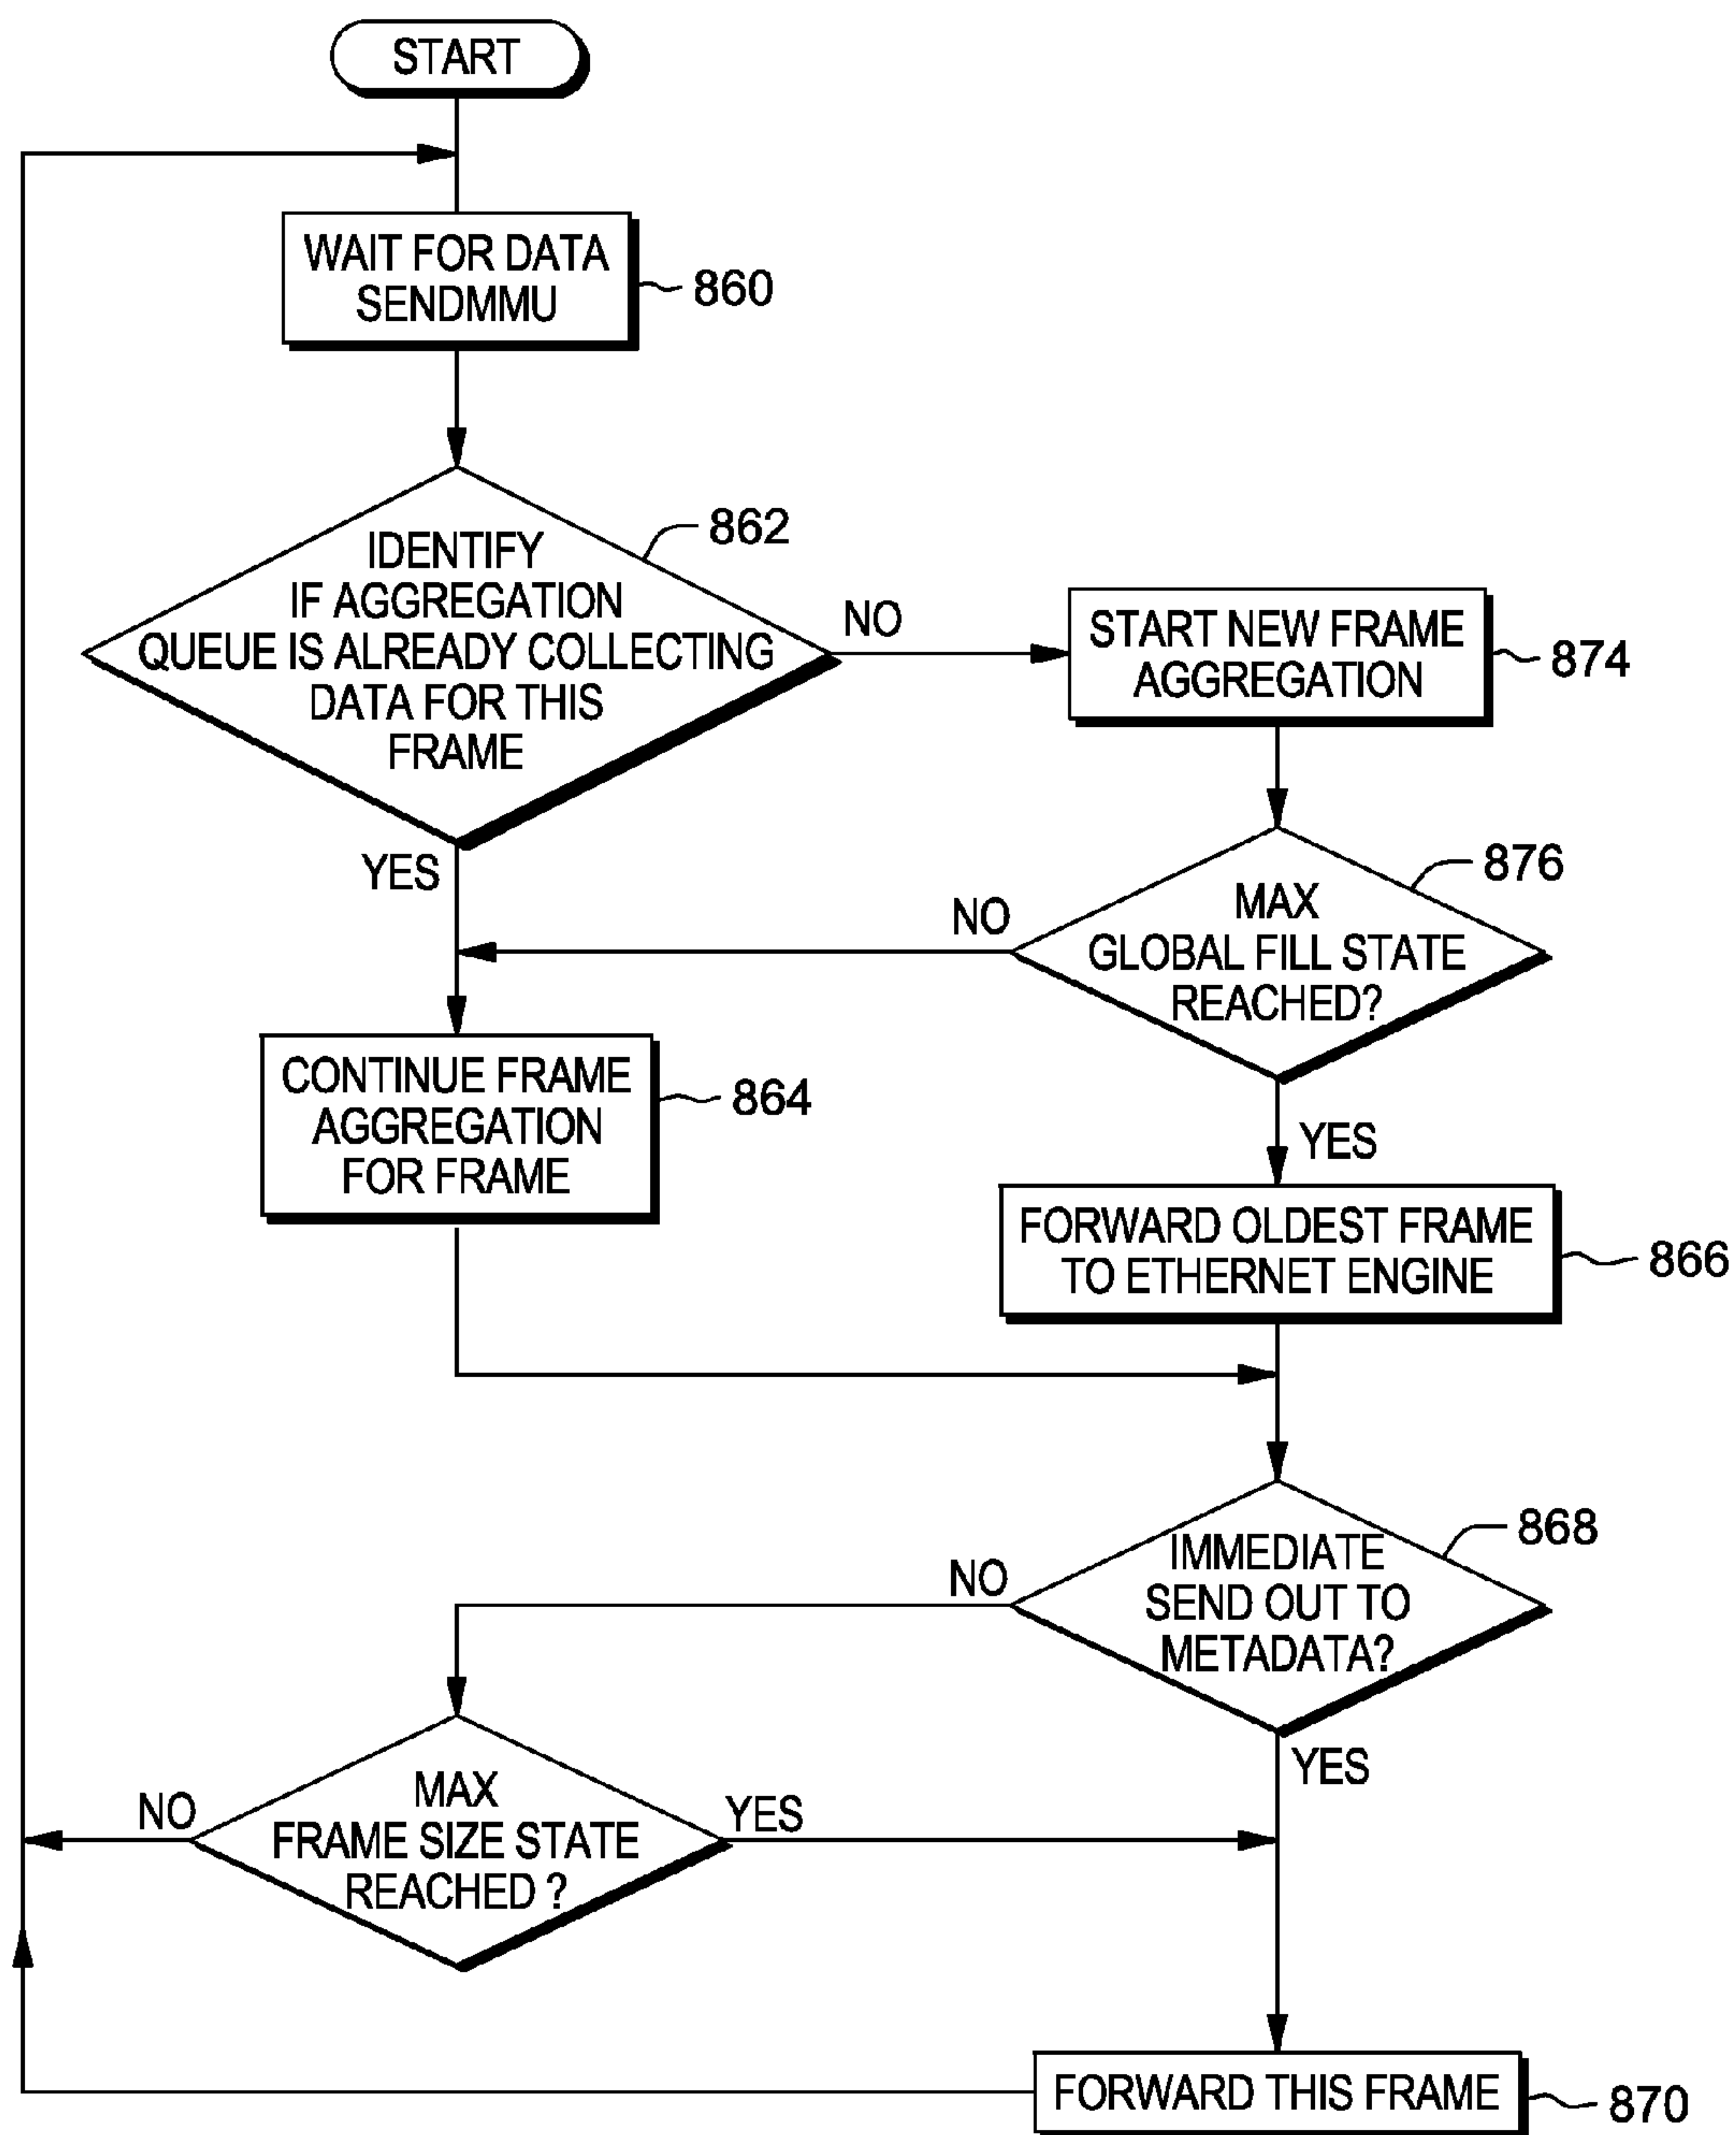 START
WAIT FOR DATA
SENDMMU
860
IDENTIFY
IF AGGREGATION
QUEUE IS ALREADY COLLECTING
DATA FOR THIS
FRAME
862
NO
START NEW FRAME
AGGREGATION
874
YES
MAX
GLOBAL FILL STATE
REACHED?
876
NO
YES
CONTINUE FRAME
AGGREGATION
FOR FRAME
864
FORWARD OLDEST FRAME
TO ETHERNET ENGINE
866
IMMEDIATE
SEND OUT TO
METADATA?
868
NO
YES
MAX
FRAME SIZE STATE
REACHED ?
NO
YES
FORWARD THIS FRAME
870